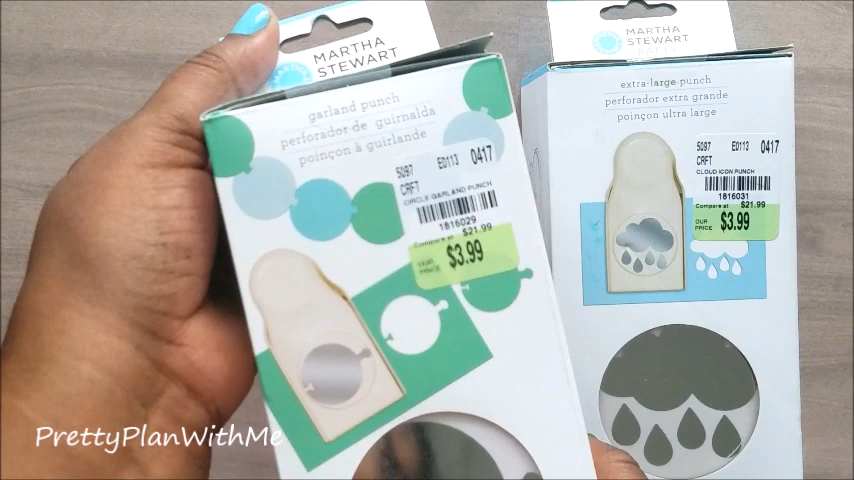 MARTHA
STEWART
garland punch
perforador de guirnalda
poinçon à guirlande
5097 E0113 0417
CRFT
CIRCLE GARLAND PUNCH
1816029
Compare at $21.99
OUR
PRICE $3.99
MARTHA
STEWART
CRAFTS
extra-large punch
perforador extra grande
poinçon ultra large
5097 E0113 0417
CRFT
CLOUD ICON PUNCH
1816031
Compare at $21.99
OUR
PRICE $3.99
PrettyPlanWithMe